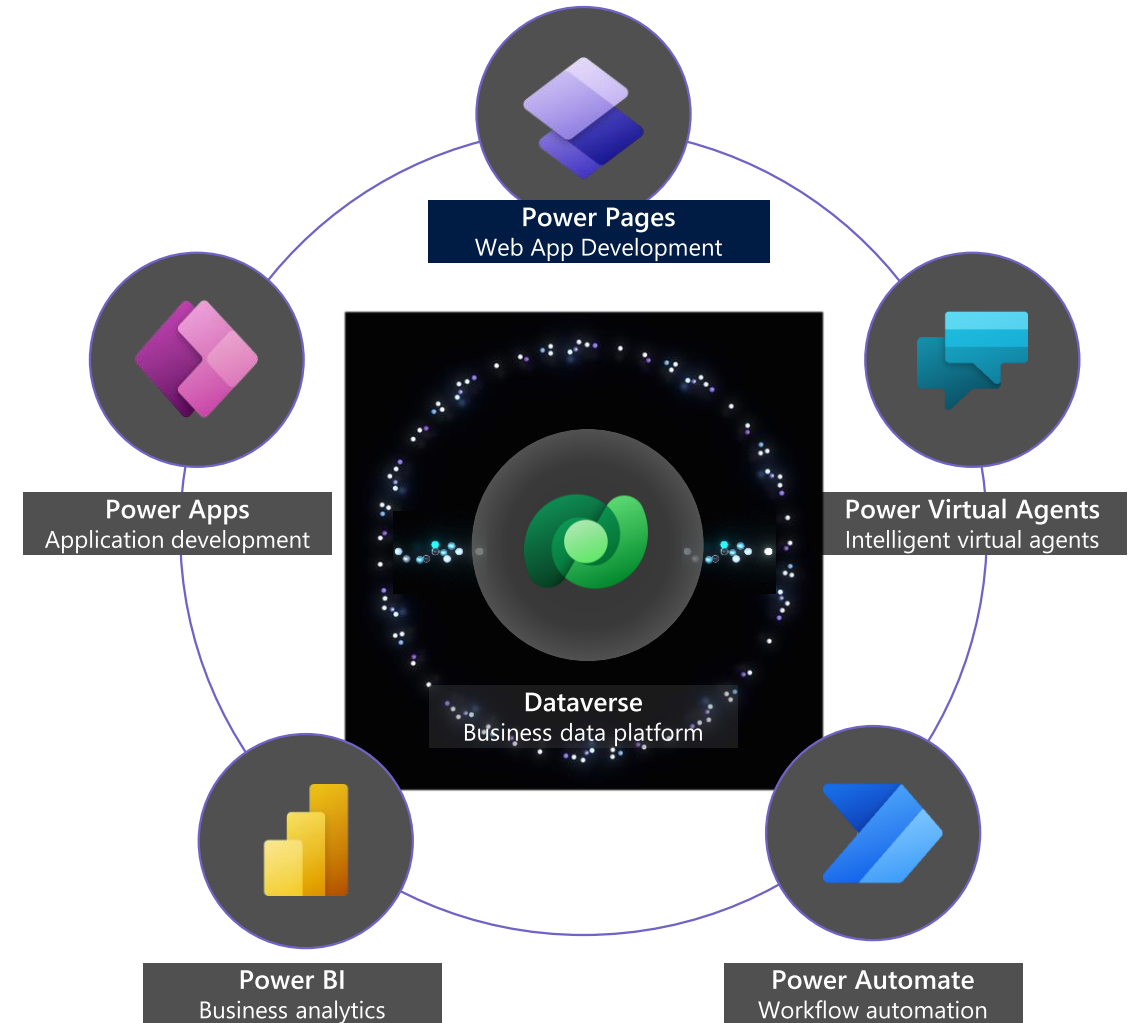 Power Pages
Web App Development
Power Apps
Application development
Power Virtual Agents
Intelligent virtual agents
Dataverse
Business data platform
Power BI
Business analytics
Power Automate
Workflow automation